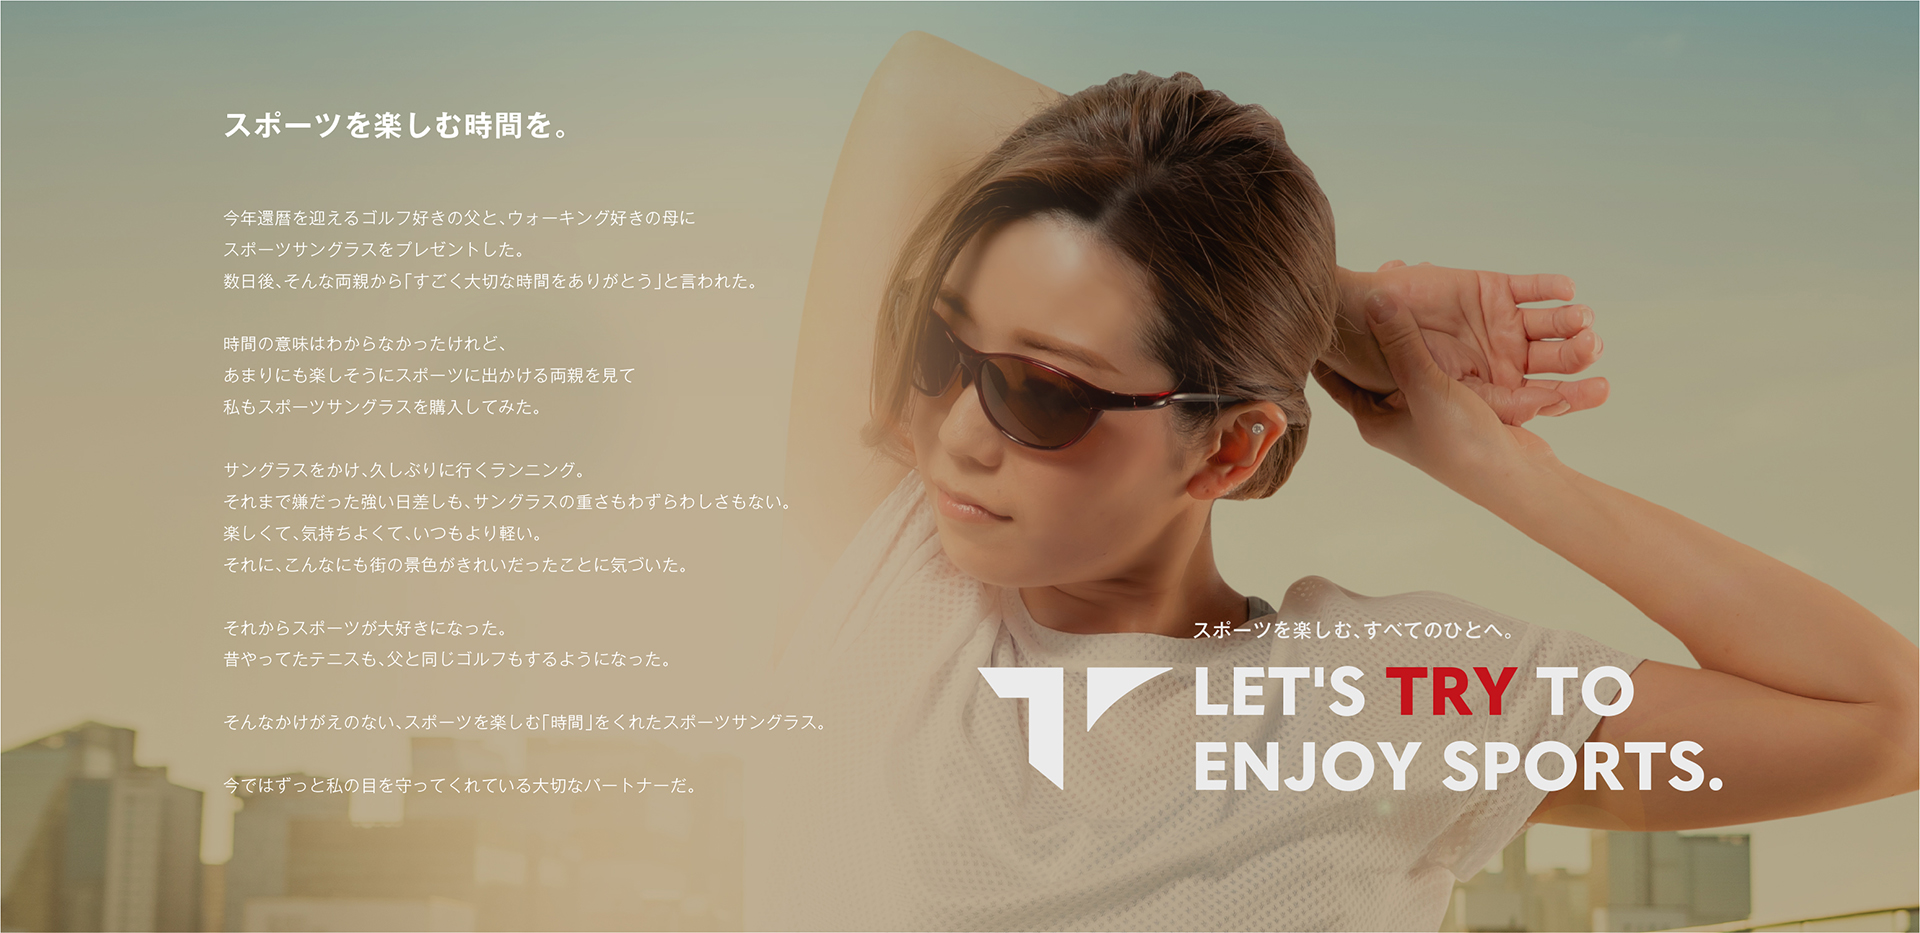 スポーツを楽しむ時間を。
今年還暦を迎えるゴルフ好きの父と、ウォーキング好きの母に
スポーツサングラスをプレゼントした。
数日後、そんな両親から「すごく大切な時間をありがとう」と言われた。
時間の意味はわからなかったけれど、
あまりにも楽しそうにスポーツに出かける両親を見て
私もスポーツサングラスを購入してみた。
サングラスをかけ、久しぶりに行くランニング。
それまで嫌だった強い日差しも、サングラスの重さもわずらわしさもない。
楽しくて、気持ちよくて、いつもより軽い。
それに、こんなにも街の景色がきれいだったことに気づいた。
それからスポーツが大好きになった。
昔やってたテニスも、父と同じゴルフもするようになった。
そんなかけがえのない、スポーツを楽しむ「時間」をくれたスポーツサングラス。
今ではずっと私の目を守ってくれている大切なパートナーだ。
スポーツを楽しむ、すべてのひとへ。
LET'S TRY TO
ENJOY SPORTS.